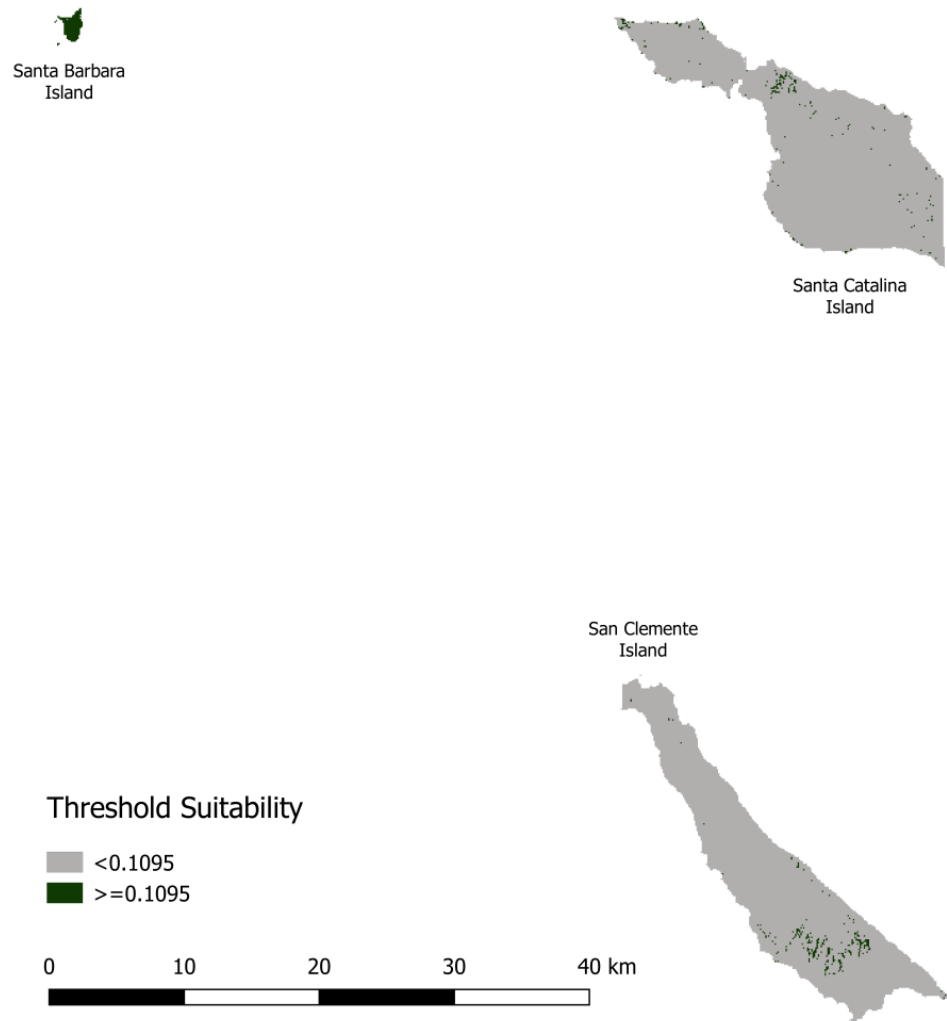 Santa Barbara
Island
Santa Catalina
Island
San Clemente
Island
Threshold Suitability
<0.1095
>=0.1095
0 10 20 30 40 km